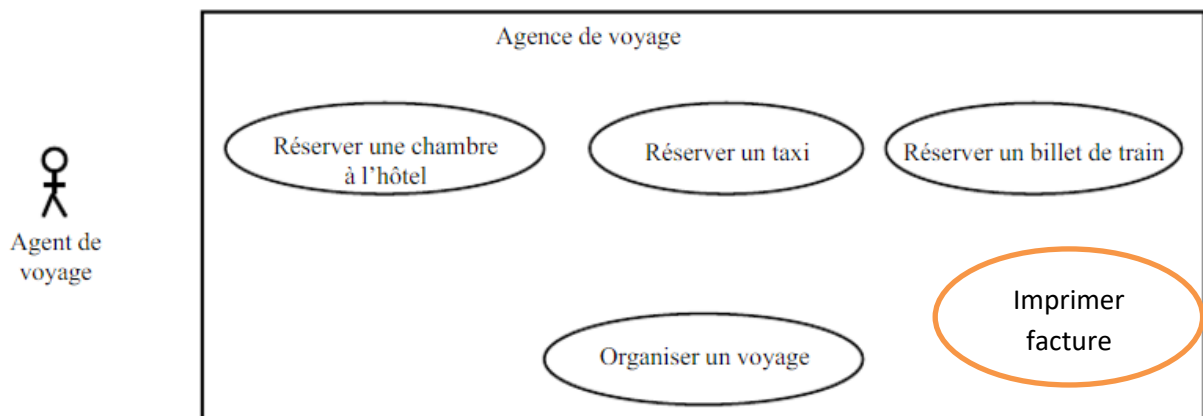 Agence de voyage
Réserver une chambre
à l’hôtel
Réserver un taxi
Réserver un billet de train
Agent de
voyage
Imprimer
facture
Organiser un voyage